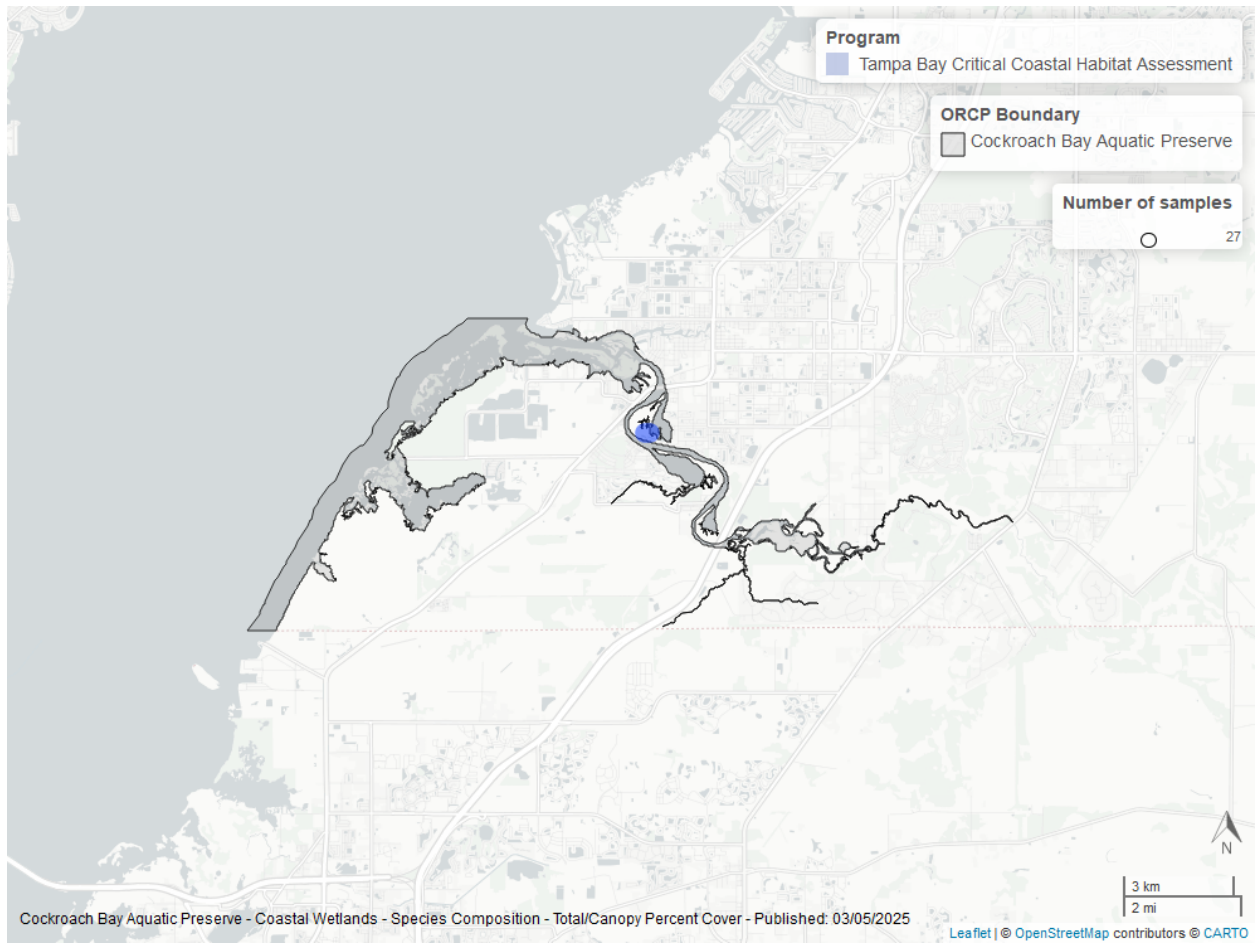 Program
Tampa Bay Critical Coastal Habitat Assessment
ORCP Boundary
Cockroach Bay Aquatic Preserve
Number of samples
27
N
3 km
2 mi
Cockroach Bay Aquatic Preserve - Coastal Wetlands - Species Composition - Total/Canopy Percent Cover - Published: 03/05/2025
Leaflet | © OpenStreetMap contributors © CARTO